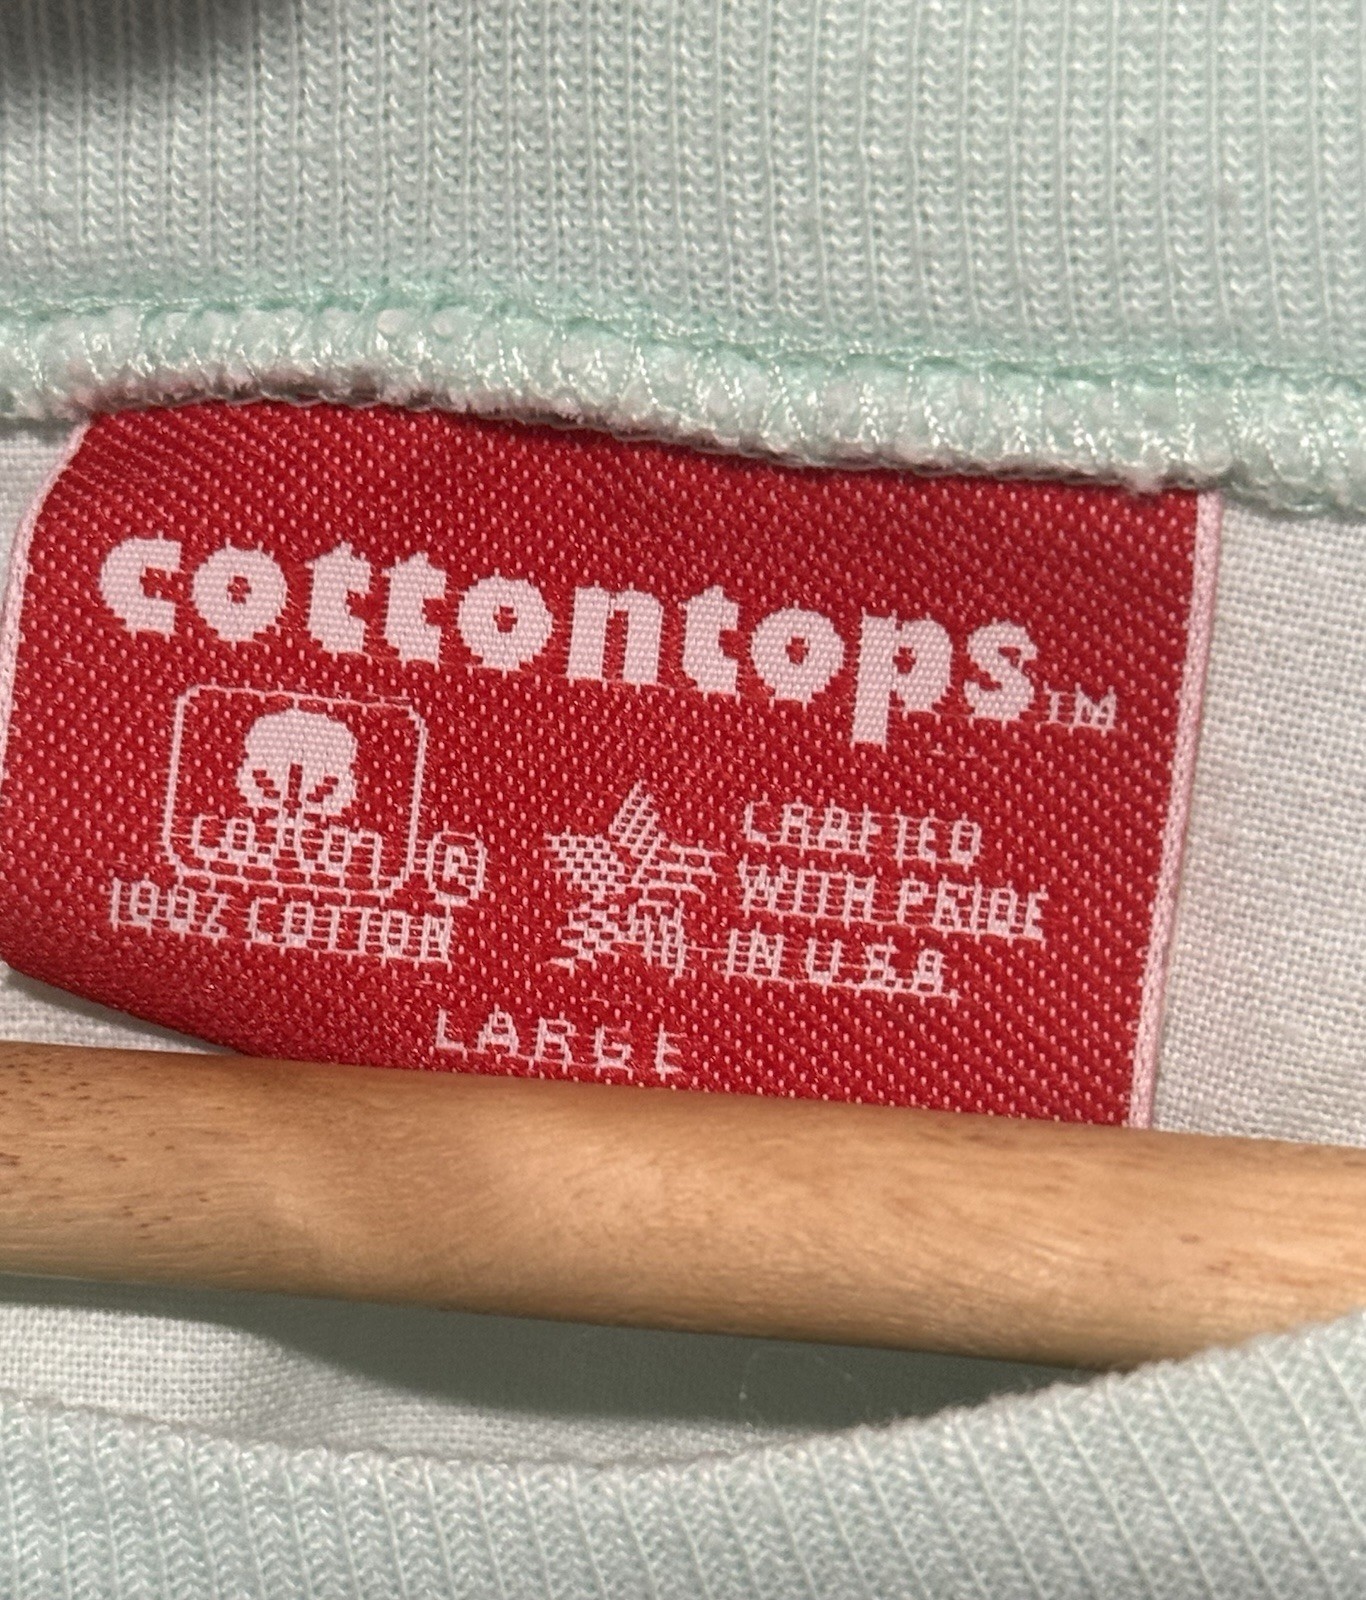 cottontops™
COTTON ®
100% COTTON
CRAFTED
WITH PRIDE
IN U.S.A.
LARGE